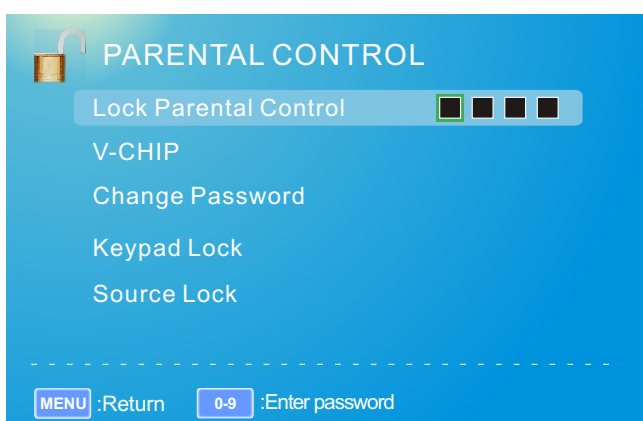 PARENTAL CONTROL
Lock Parental Control
V-CHIP
Change Password
Keypad Lock
Source Lock
MENU :Return 0-9 :Enter password